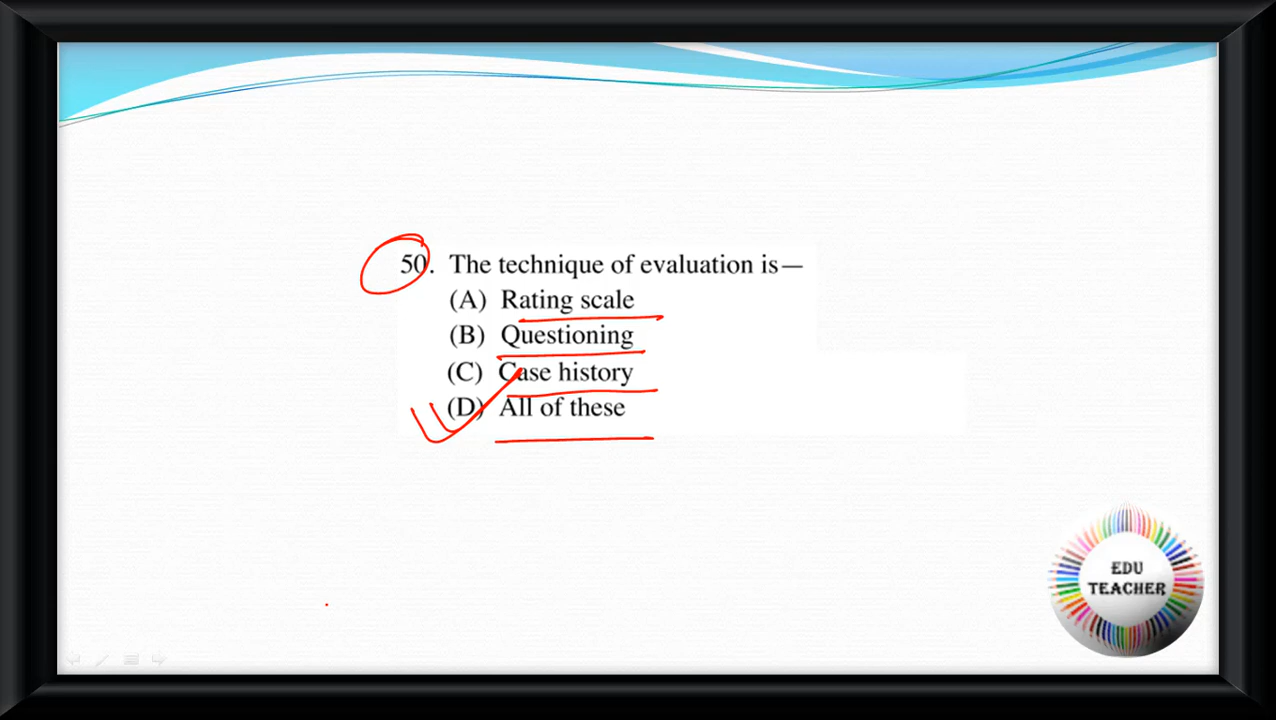 50. The technique of evaluation is—
(A) Rating scale
(B) Questioning
(C) Case history
(D) All of these
EDU
TEACHER